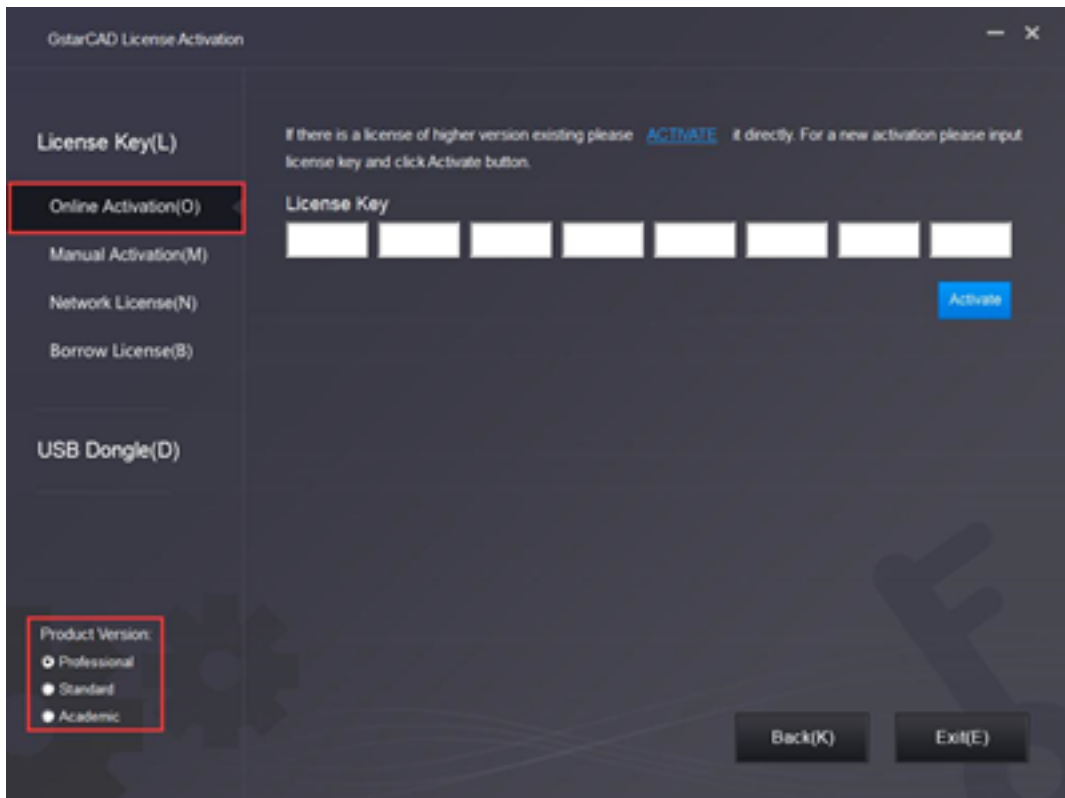 GstarCAD License Activation
License Key(L)
Online Activation(O)
Manual Activation(M)
Network License(N)
Borrow License(B)
USB Dongle(D)
Product Version:
Professional
Standard
Academic
If there is a license of higher version existing please ACTIVATE it directly. For a new activation please input
license key and click Activate button.
License Key
Activate
Back(K)
Exit(E)